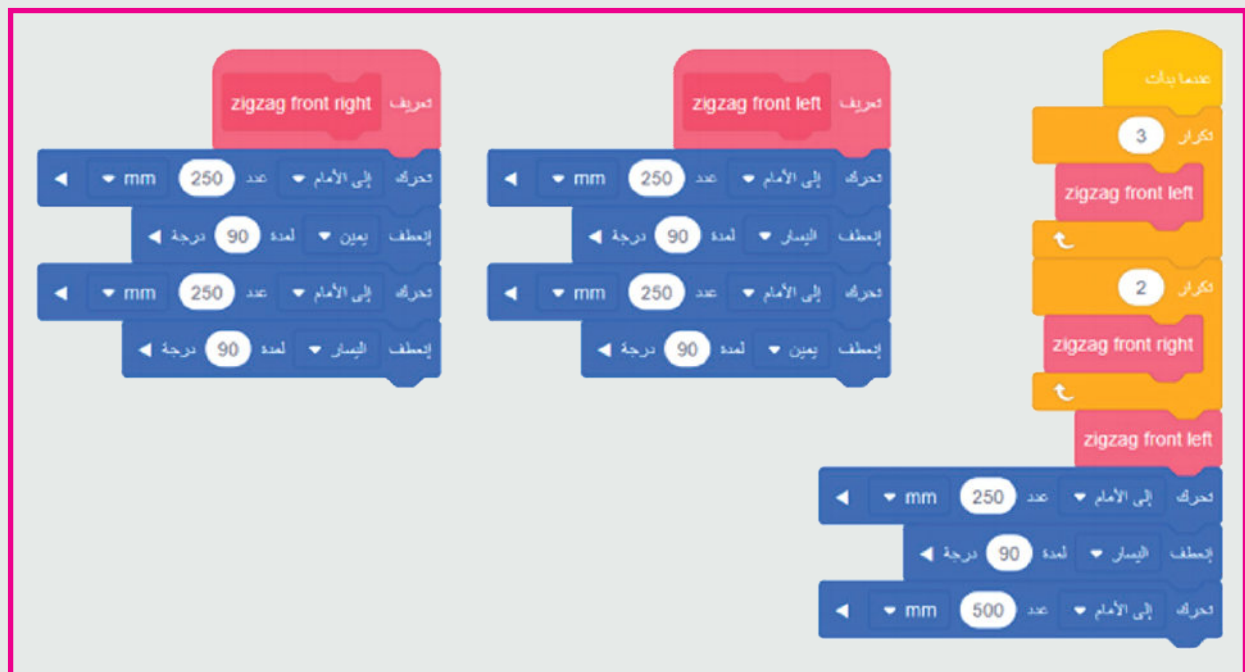 عندما بدأت
تكرار 3
zigzag front left
تكرار 2
zigzag front right
zigzag front left
تحرك إلى الأمام عدد 250 mm
إنعطف اليسار لمدة 90 درجة
تحرك إلى الأمام عدد 500 mm
تعريف zigzag front left
تحرك إلى الأمام عدد 250 mm
إنعطف اليسار لمدة 90 درجة
تحرك إلى الأمام عدد 250 mm
إنعطف يمين لمدة 90 درجة
تعريف zigzag front right
تحرك إلى الأمام عدد 250 mm
إنعطف يمين لمدة 90 درجة
تحرك إلى الأمام عدد 250 mm
إنعطف اليسار لمدة 90 درجة